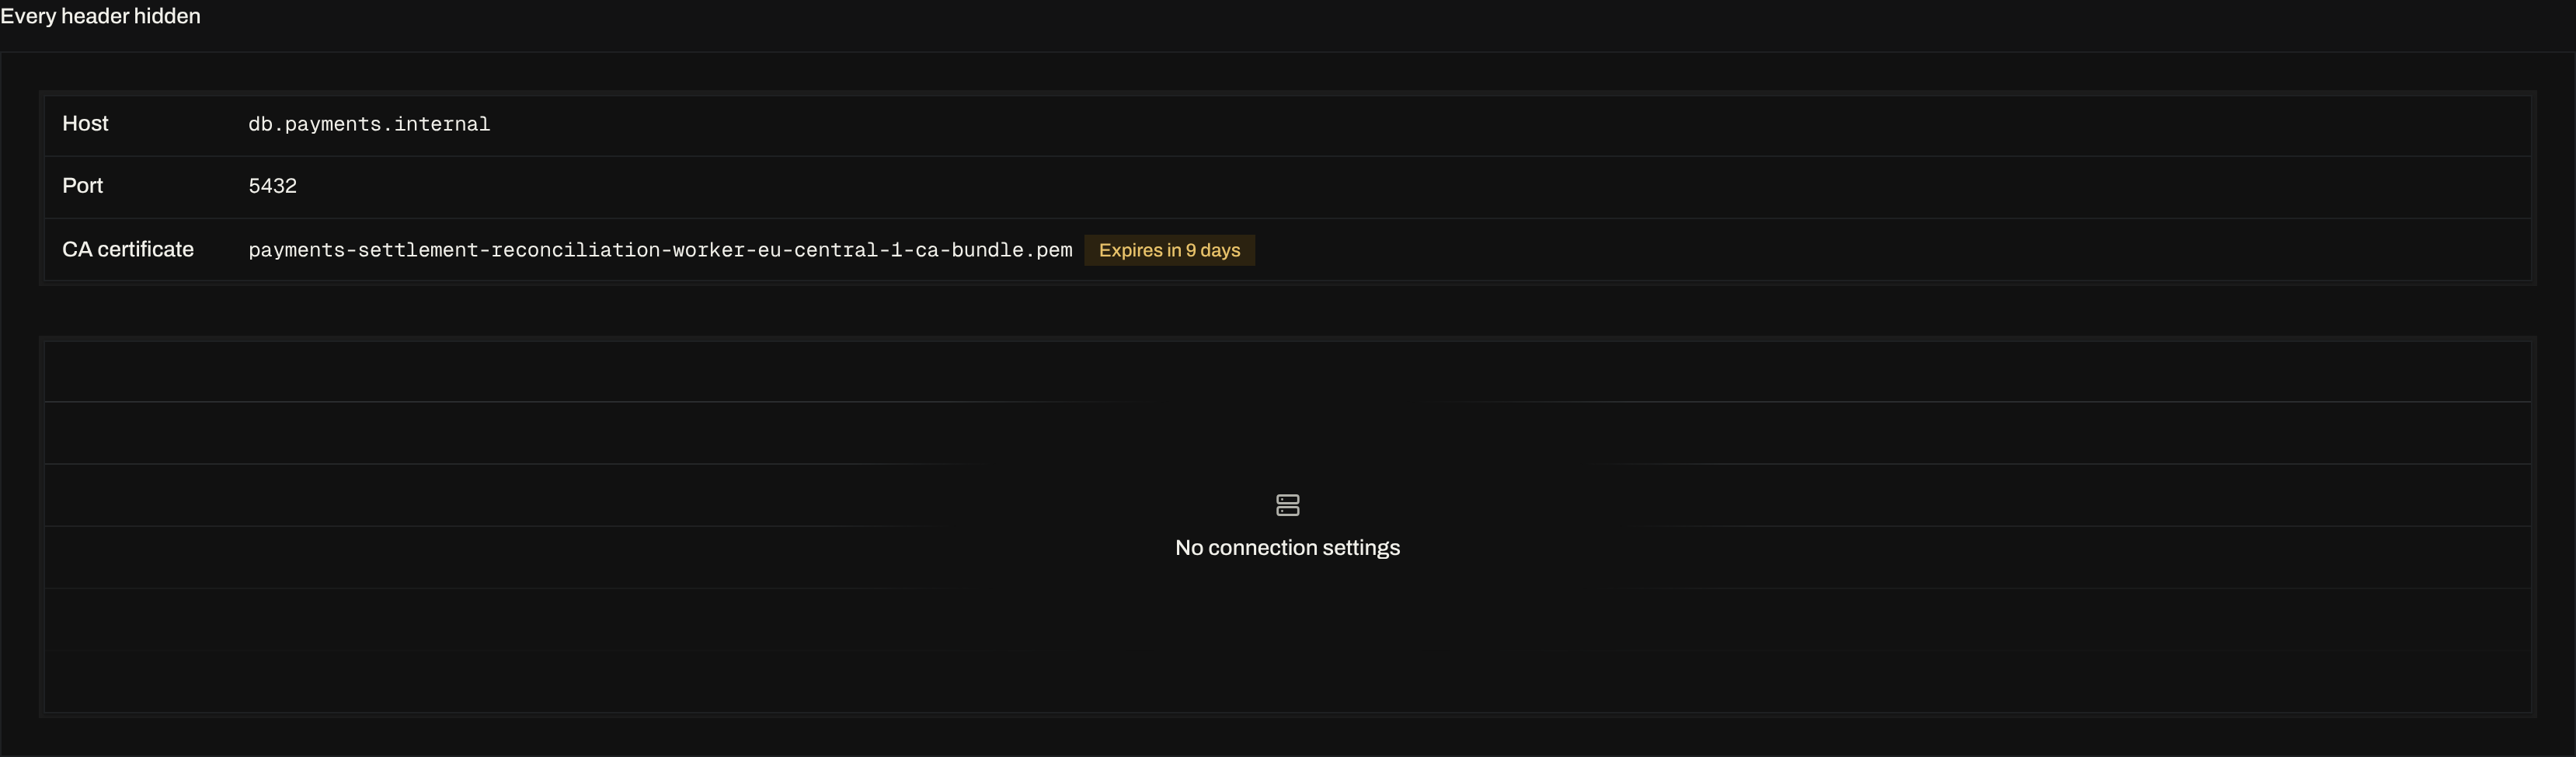 Every header hidden
Host db.payments.internal
Port 5432
CA certificate payments-settlement-reconciliation-worker-eu-central-1-ca-bundle.pem Expires in 9 days
No connection settings